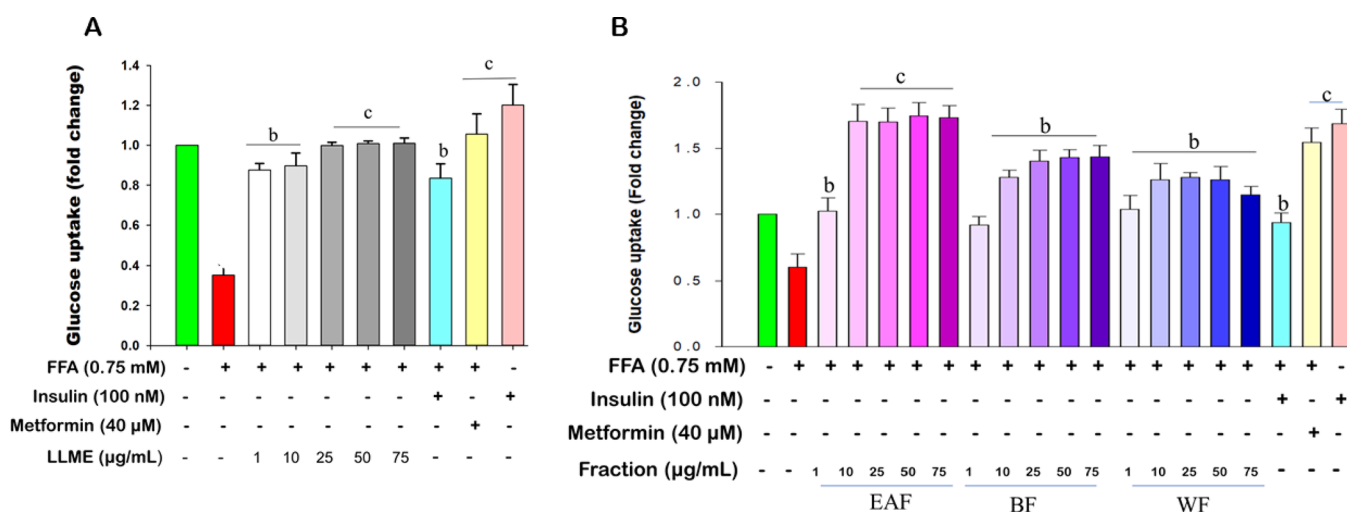 A
Glucose uptake (fold change)
1.4
1.2
1.0
0.8
0.6
0.4
0.2
0.0
b
c
b
c
FFA (0.75 mM) - + + + + + + + + -
Insulin (100 nM) - - - - - - - + - +
Metformin (40 µM) - - - - - - - - + -
LLME (µg/mL) - - 1 10 25 50 75 - - -
B
Glucose uptake (Fold change)
2.0
1.5
1.0
0.5
0.0
b
c
b
b
b
c
FFA (0.75 mM) - + + + + + + + + + + + + + + + + + + -
Insulin (100 nM) - - - - - - - - - - - - - - - - - + - +
Metformin (40 µM) - - - - - - - - - - - - - - - - - - + -
Fraction (µg/mL) - - 1 10 25 50 75 1 10 25 50 75 1 10 25 50 75 - - -
EAF BF WF